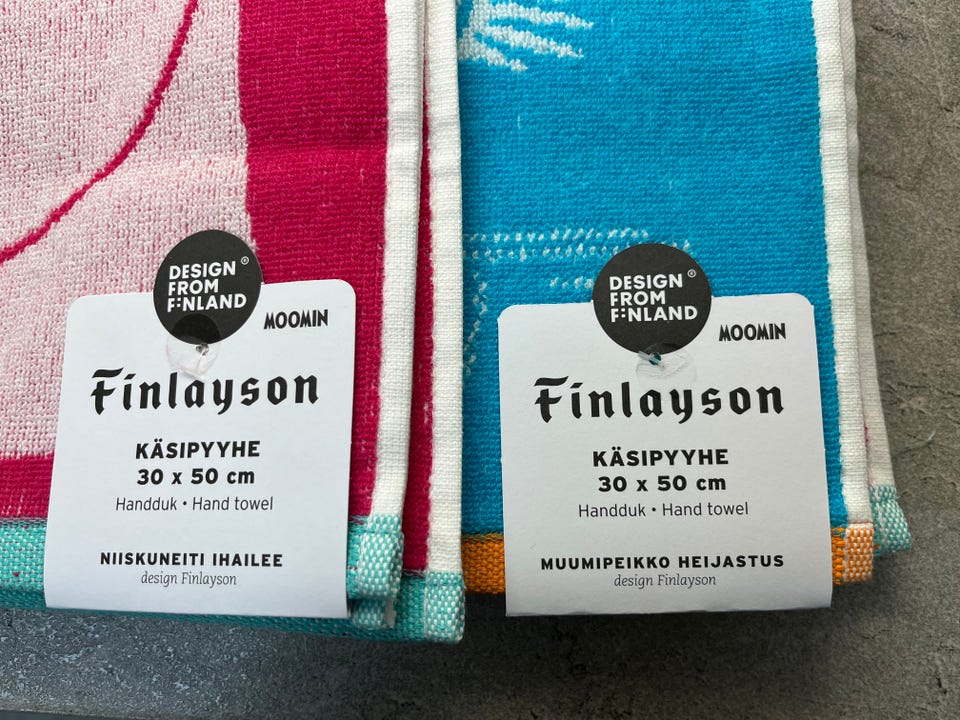 DESIGN ®
FROM
FINLAND
MOOMIN
Finlayson
KÄSIPYYHE
30 x 50 cm
Handduk • Hand towel
NIISKUNEITI IHAILEE
design Finlayson
DESIGN ®
FROM
FINLAND
MOOMIN
Finlayson
KÄSIPYYHE
30 x 50 cm
Handduk • Hand towel
MUUMIPEIKKO HEIJASTUS
design Finlayson